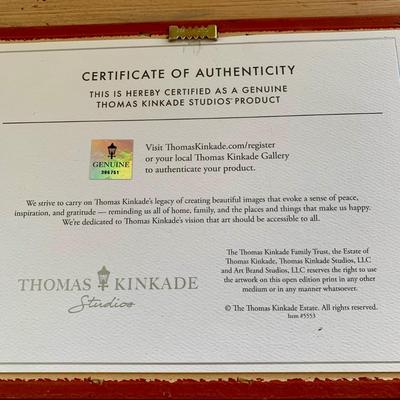 CERTIFICATE OF AUTHENTICITY
THIS IS HEREBY CERTIFIED AS A GENUINE
THOMAS KINKADE STUDIOS® PRODUCT
GENUINE
396751
Visit ThomasKinkade.com/register
or your local Thomas Kinkade Gallery
to authenticate your product.
We strive to carry on Thomas Kinkade's legacy of creating beautiful images that evoke a sense of peace,
inspiration, and gratitude — reminding us all of home, family, and the places and things that make us happy.
We're dedicated to Thomas Kinkade's vision that art should be accessible to all.
THOMAS KINKADE
Studios
The Thomas Kinkade Family Trust, the Estate of
Thomas Kinkade, Thomas Kinkade Studios, LLC
and Art Brand Studios, LLC reserves the right to use
the artwork on this open edition print in any other
medium or in any manner whatsoever.
© The Thomas Kinkade Estate. All rights reserved.
Item #5553